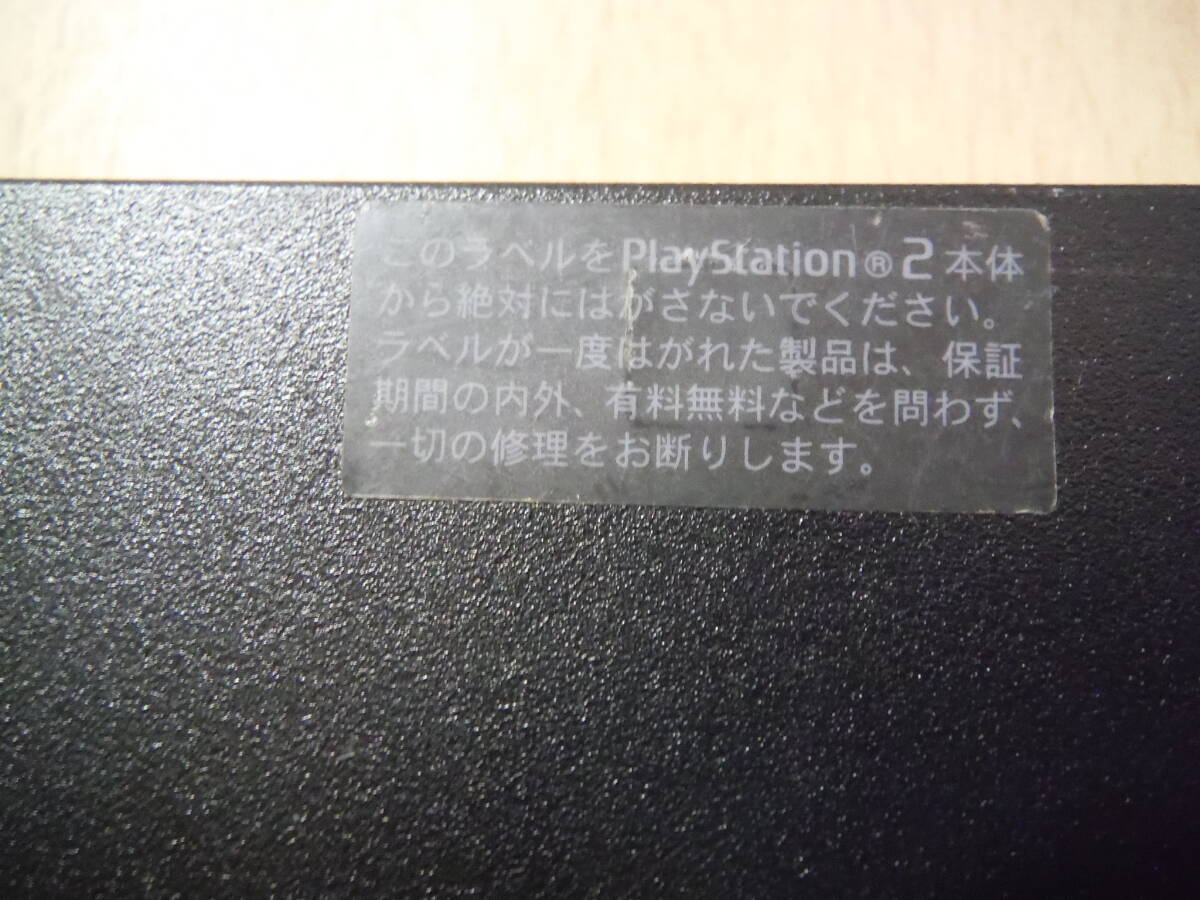 このラベルをPlayStation®2本体
から絶対にはがさないでください。
ラベルが一度はがれた製品は、保証
期間の内外、有料無料などを問わず、
一切の修理をお断りします。